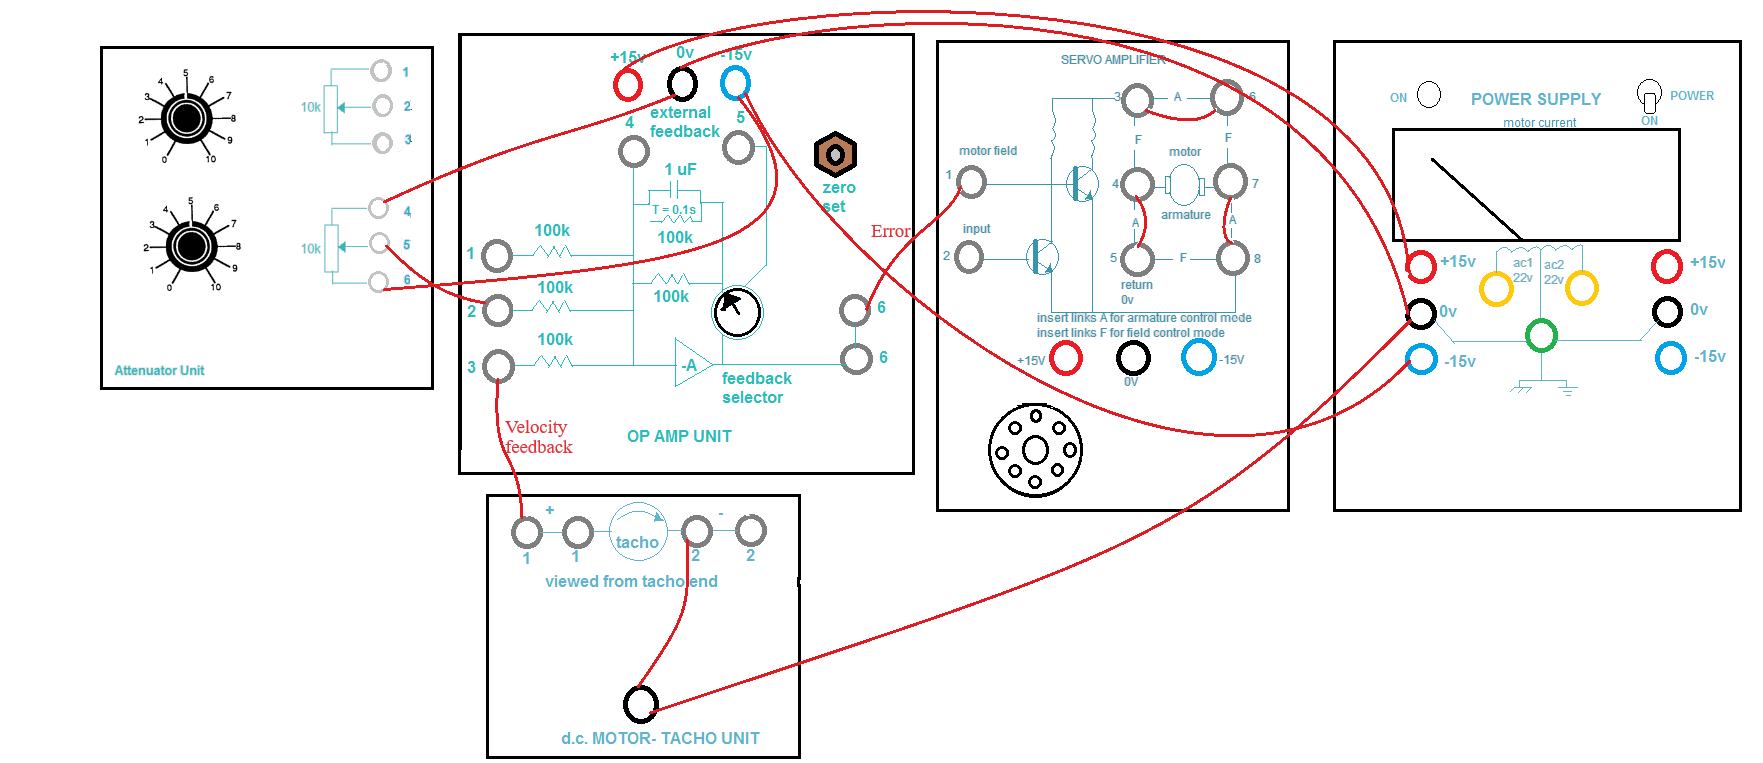 5
4
6
3
7
2
8
1
9
0
10
10k
1
2
3
5
4
6
3
7
2
8
1
9
0
10
10k
4
5
6
Attenuator Unit
+15v
0v
-15v
external
feedback
4
5
1 uF
T = 0.1s
100k
100k
zero
set
1
100k
2
100k
3
100k
-A
6
6
feedback
selector
OP AMP UNIT
Error
Velocity
feedback
+
-
tacho
1
1
2
2
viewed from tacho end
d.c. MOTOR- TACHO UNIT
SERVO AMPLIFIER
3
A
6
F
F
motor field
motor
1
4
7
armature
A
A
input
2
5
F
8
return
0v
insert links A for armature control mode
insert links F for field control mode
+15V
0V
-15V
ON
POWER SUPPLY
POWER
ON
motor current
+15v
ac1
22v
ac2
22v
+15v
0v
0v
-15v
-15v